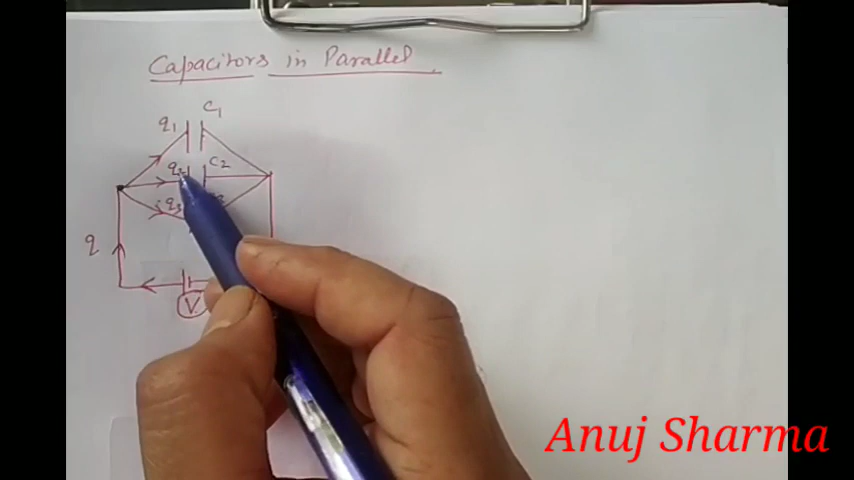 Capacitors in Parallel
C1
q1
q2 C2
q3
q
V
Anuj Sharma